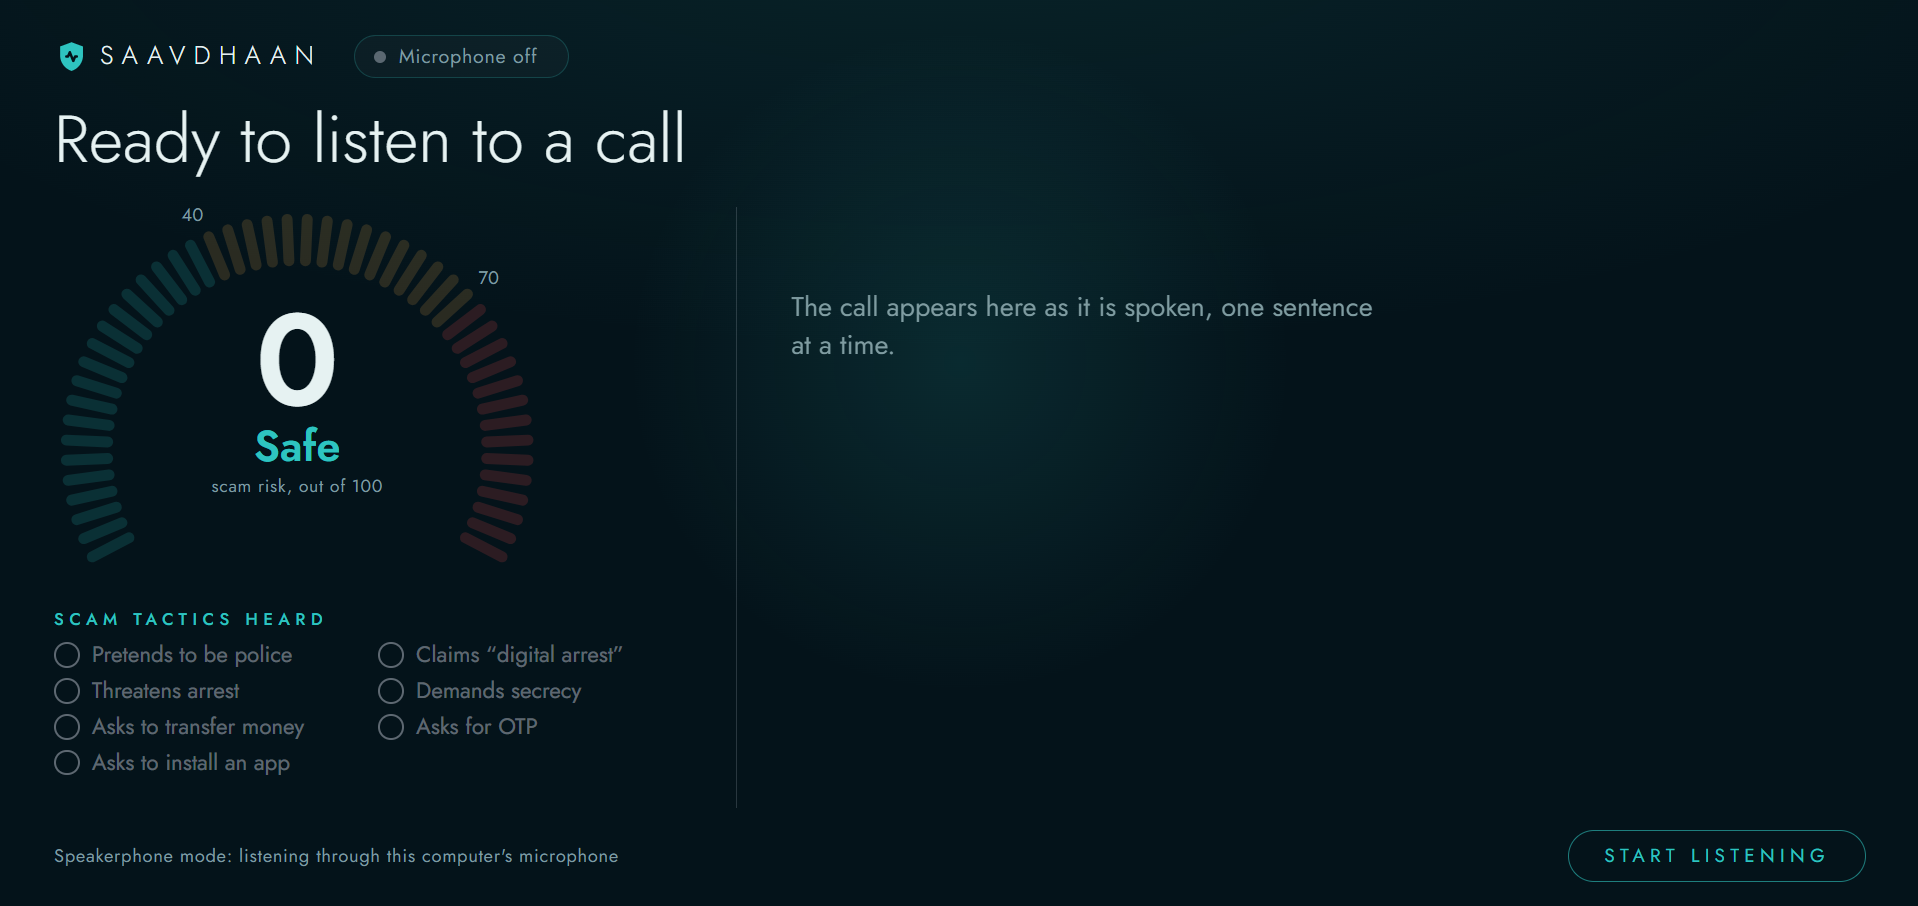 SAAVDHAAN
Microphone off
Ready to listen to a call
40
70
0
Safe
scam risk, out of 100
The call appears here as it is spoken, one sentence
at a time.
SCAM TACTICS HEARD
Pretends to be police
Claims “digital arrest”
Threatens arrest
Demands secrecy
Asks to transfer money
Asks for OTP
Asks to install an app
Speakerphone mode: listening through this computer's microphone
START LISTENING